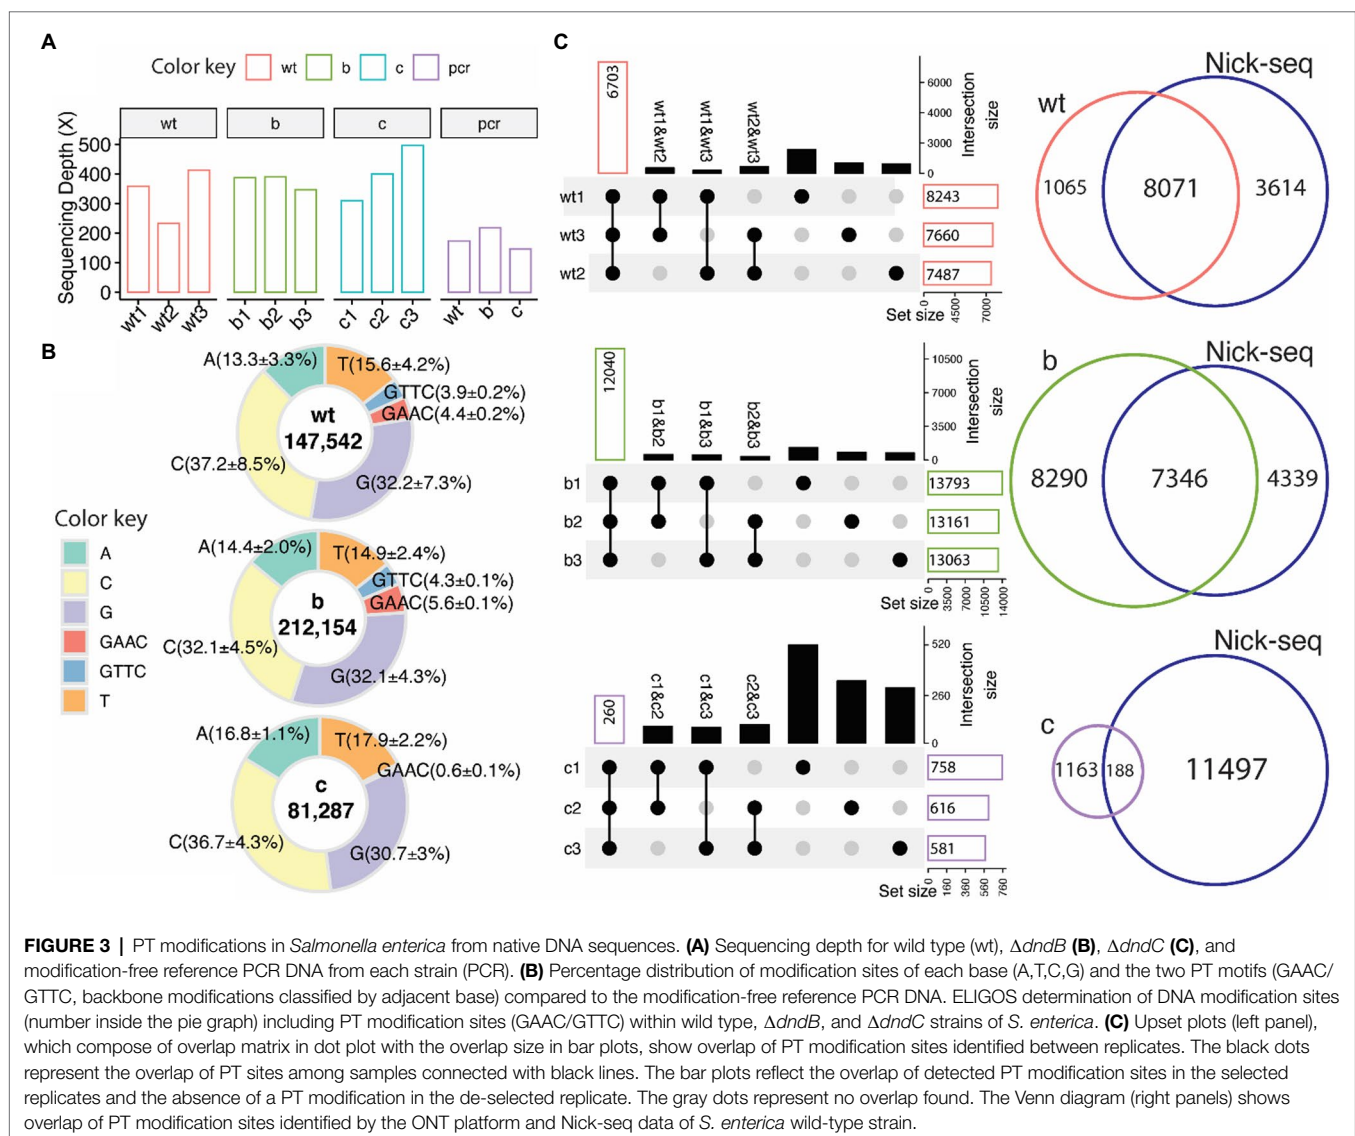 A
Color key wt b c pcr
wt b c pcr
Sequencing Depth (X)
500
400
300
200
100
0
wt1 wt2 wt3 b1 b2 b3 c1 c2 c3 wt b c
B
A(13.3±3.3%)
T(15.6±4.2%)
GTTC(3.9±0.2%)
GAAC(4.4±0.2%)
wt
147,542
C(37.2±8.5%)
G(32.2±7.3%)
Color key
A
C
G
GAAC
GTTC
T
A(14.4±2.0%)
T(14.9±2.4%)
GTTC(4.3±0.1%)
GAAC(5.6±0.1%)
b
212,154
C(32.1±4.5%)
G(32.1±4.3%)
A(16.8±1.1%)
T(17.9±2.2%)
GAAC(0.6±0.1%)
c
81,287
C(36.7±4.3%)
G(30.7±3%)
C
6703
wt1&wt2
wt1&wt3
wt2&wt3
6000
4000
3000
0
Intersection
size
wt1 8243
wt3 7660
wt2 7487
Set size 0 4500 7000
Nick-seq
wt
1065 8071 3614
12040
b1&b2
b1&b3
b2&b3
10500
7000
3500
0
Intersection
size
b1 13793
b2 13161
b3 13063
Set size 0 3500 7000 10500 14000
Nick-seq
b
8290 7346 4339
260
c1&c2
c1&c3
c2&c3
520
260
0
Intersection
size
c1 758
c2 616
c3 581
Set size 0 160 360 560 760
Nick-seq
c
1163 188 11497
FIGURE 3 | PT modifications in Salmonella enterica from native DNA sequences. (A) Sequencing depth for wild type (wt), ΔdndB (B), ΔdndC (C), and
modification-free reference PCR DNA from each strain (PCR). (B) Percentage distribution of modification sites of each base (A,T,C,G) and the two PT motifs (GAAC/
GTTC, backbone modifications classified by adjacent base) compared to the modification-free reference PCR DNA. ELIGOS determination of DNA modification sites
(number inside the pie graph) including PT modification sites (GAAC/GTTC) within wild type, ΔdndB, and ΔdndC strains of S. enterica. (C) Upset plots (left panel),
which compose of overlap matrix in dot plot with the overlap size in bar plots, show overlap of PT modification sites identified between replicates. The black dots
represent the overlap of PT sites among samples connected with black lines. The bar plots reflect the overlap of detected PT modification sites in the selected
replicates and the absence of a PT modification in the de-selected replicate. The gray dots represent no overlap found. The Venn diagram (right panels) shows
overlap of PT modification sites identified by the ONT platform and Nick-seq data of S. enterica wild-type strain.